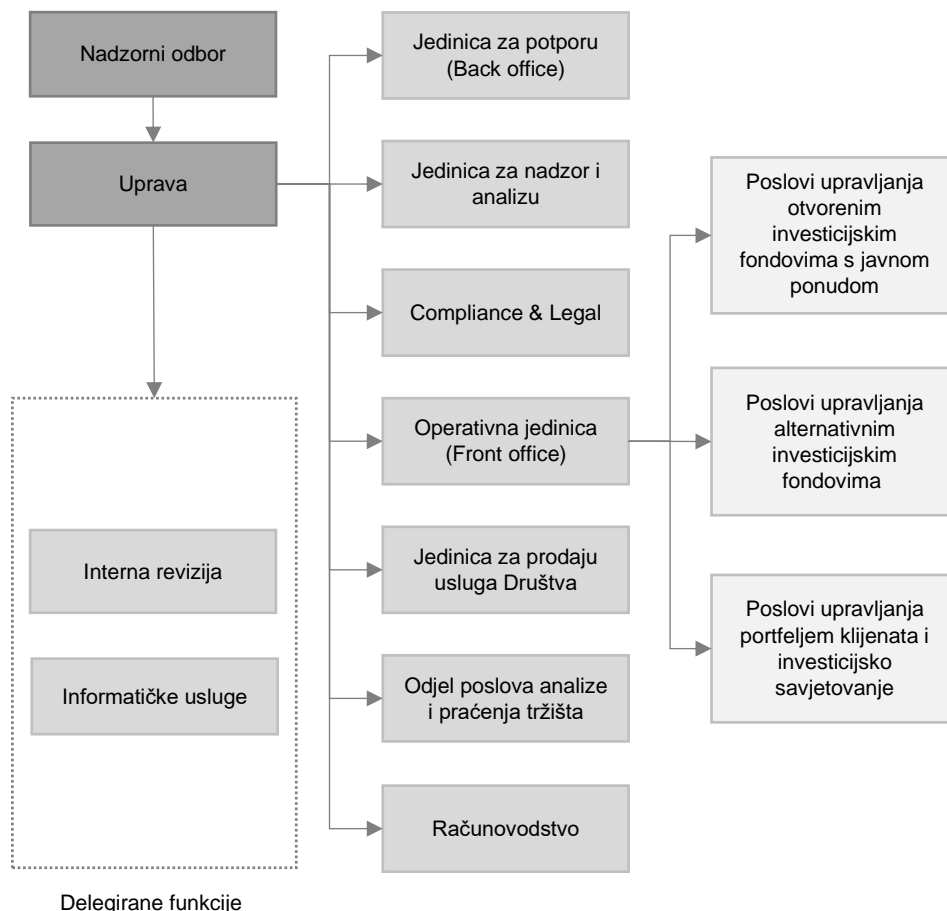 Nadzorni odbor
Uprava
Interna revizija
Informatičke usluge
Delegirane funkcije
Jedinica za potporu
(Back office)
Jedinica za nadzor i
analizu
Compliance & Legal
Operativna jedinica
(Front office)
Jedinica za prodaju
usluga Društva
Odjel poslova analize
i praćenja tržišta
Računovodstvo
Poslovi upravljanja
otvorenim
investicijskim
fondovima s javnom
ponudom
Poslovi upravljanja
alternativnim
investicijskim
fondovima
Poslovi upravljanja
portfeljem klijenata i
investicijsko
savjetovanje